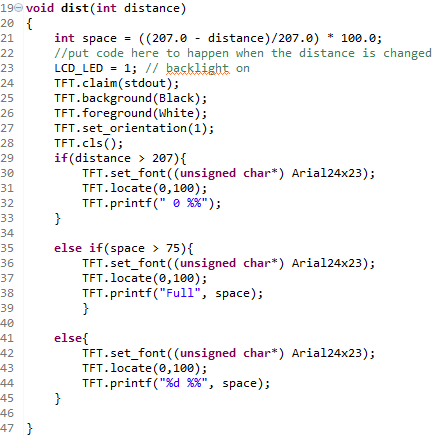 19 void dist(int distance)
20 {
21     int space = ((207.0 - distance)/207.0) * 100.0;
22     //put code here to happen when the distance is changed
23     LCD_LED = 1; // backlight on
24     TFT.claim(stdout);
25     TFT.background(Black);
26     TFT.foreground(White);
27     TFT.set_orientation(1);
28     TFT.cls();
29     if(distance > 207){
30         TFT.set_font((unsigned char*) Arial24x23);
31         TFT.locate(0,100);
32         TFT.printf(" 0 %%");
33     }
34
35     else if(space > 75){
36         TFT.set_font((unsigned char*) Arial24x23);
37         TFT.locate(0,100);
38         TFT.printf("Full", space);
39         }
40
41     else{
42         TFT.set_font((unsigned char*) Arial24x23);
43         TFT.locate(0,100);
44         TFT.printf("%d %%", space);
45     }
46
47 }